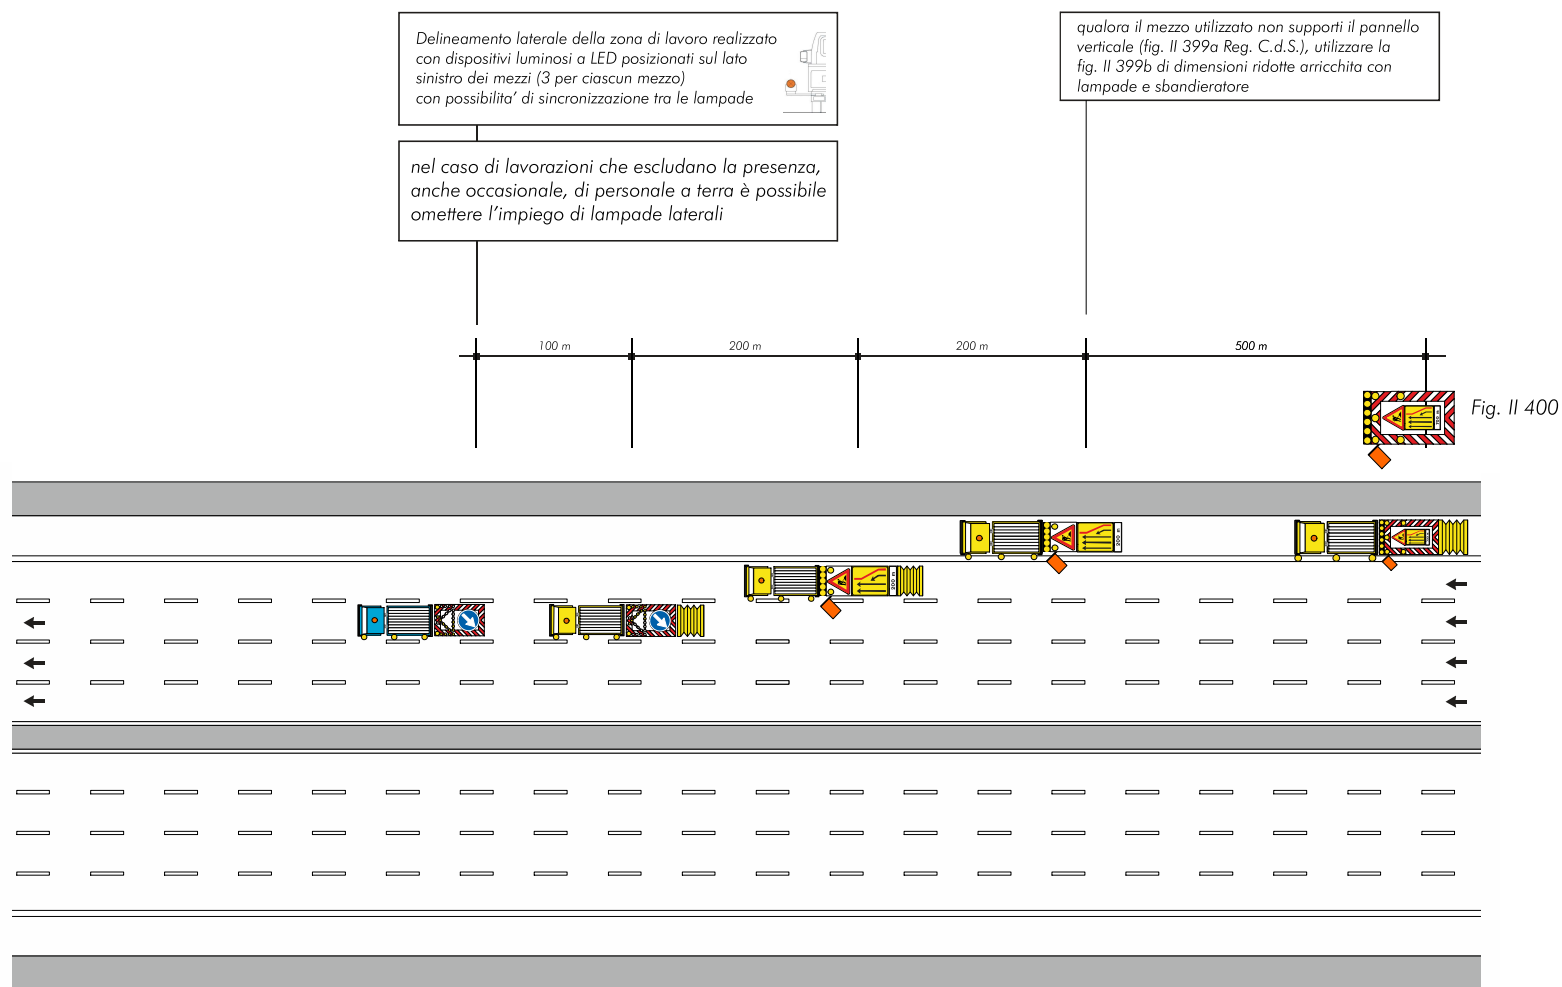 Delineamento laterale della zona di lavoro realizzato
con dispositivi luminosi a LED posizionati sul lato
sinistro dei mezzi (3 per ciascun mezzo)
con possibilita' di sincronizzazione tra le lampade
nel caso di lavorazioni che escludano la presenza,
anche occasionale, di personale a terra è possibile
omettere l'impiego di lampade laterali
qualora il mezzo utilizzato non supporti il pannello
verticale (fig. II 399a Reg. C.d.S.), utilizzare la
fig. II 399b di dimensioni ridotte arricchita con
lampade e sbandieratore
100 m
200 m
200 m
500 m
Fig. II 400
200 m
200 m